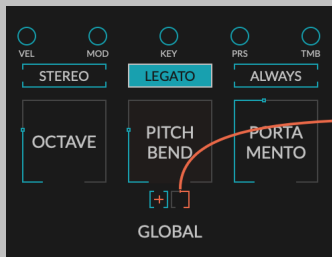 VEL MOD KEY PRS TMB
STEREO LEGATO ALWAYS
OCTAVE
PITCH
BEND
PORTA
MENTO
[+]
GLOBAL